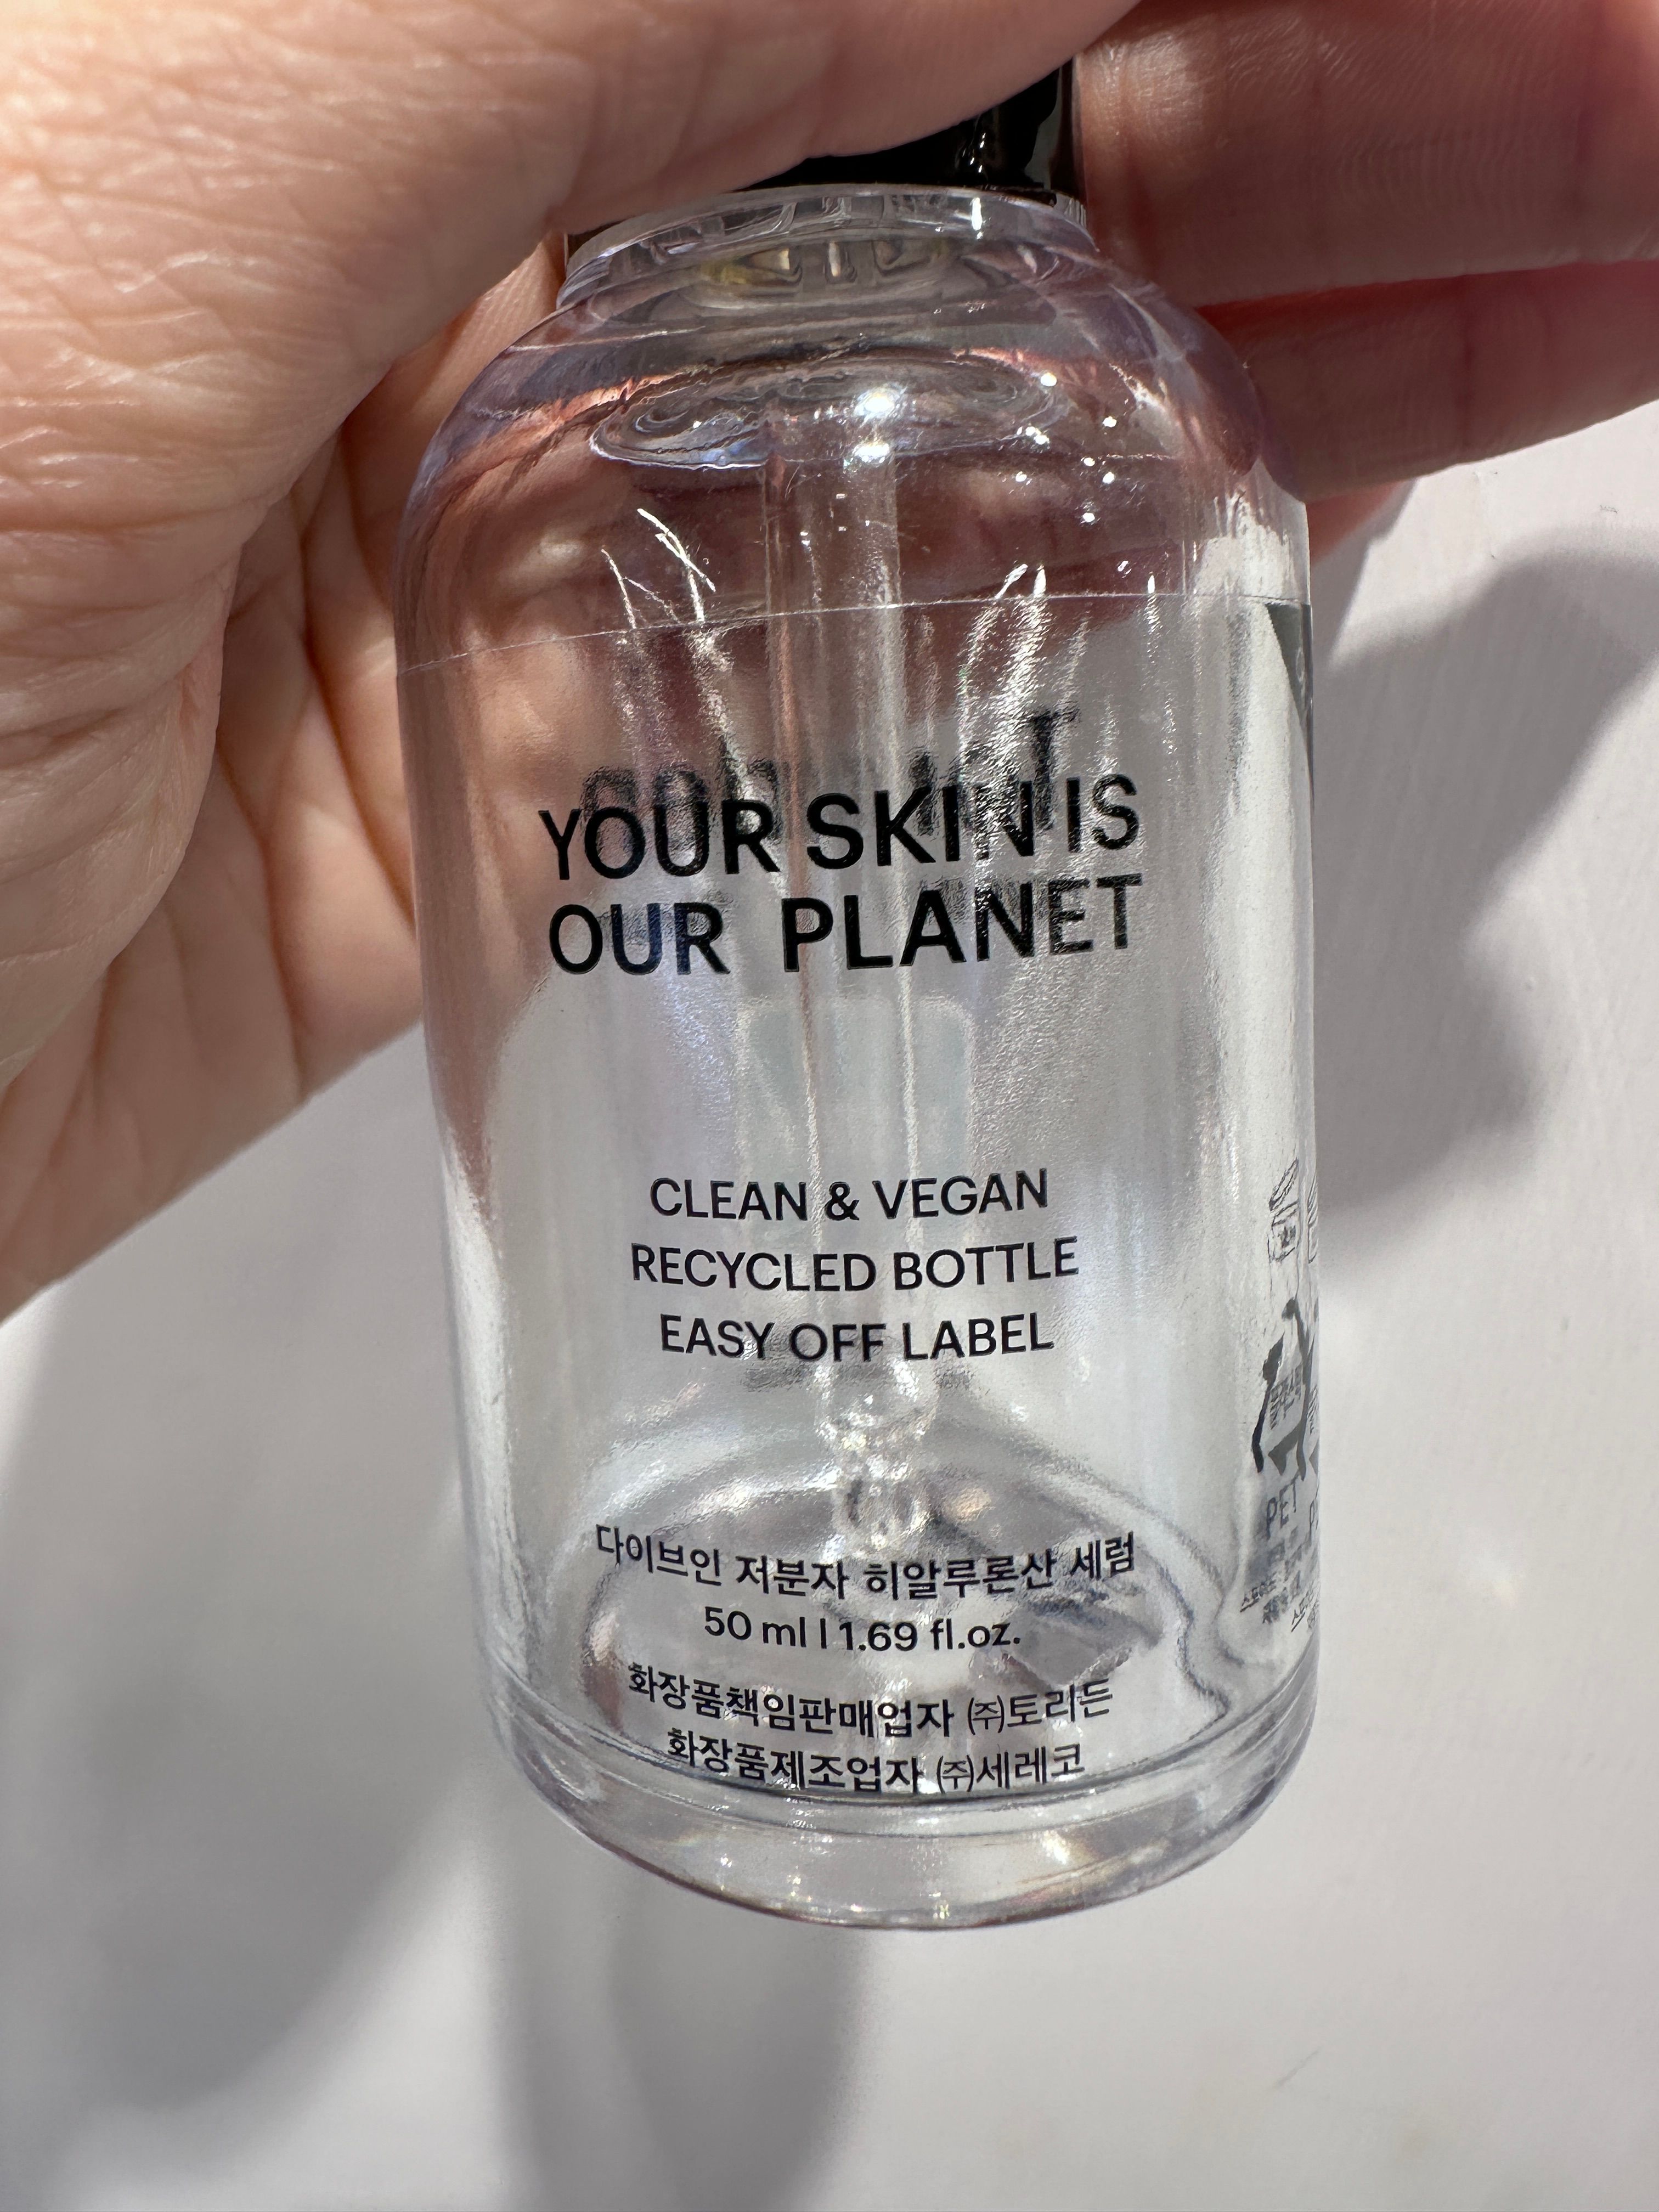 YOUR SKIN IS
OUR PLANET
CLEAN & VEGAN
RECYCLED BOTTLE
EASY OFF LABEL
다이브인 저분자 히알루론산 세럼
50 ml | 1.69 fl.oz.
화장품책임판매업자 ㈜토리든
화장품제조업자 ㈜세레코
PET